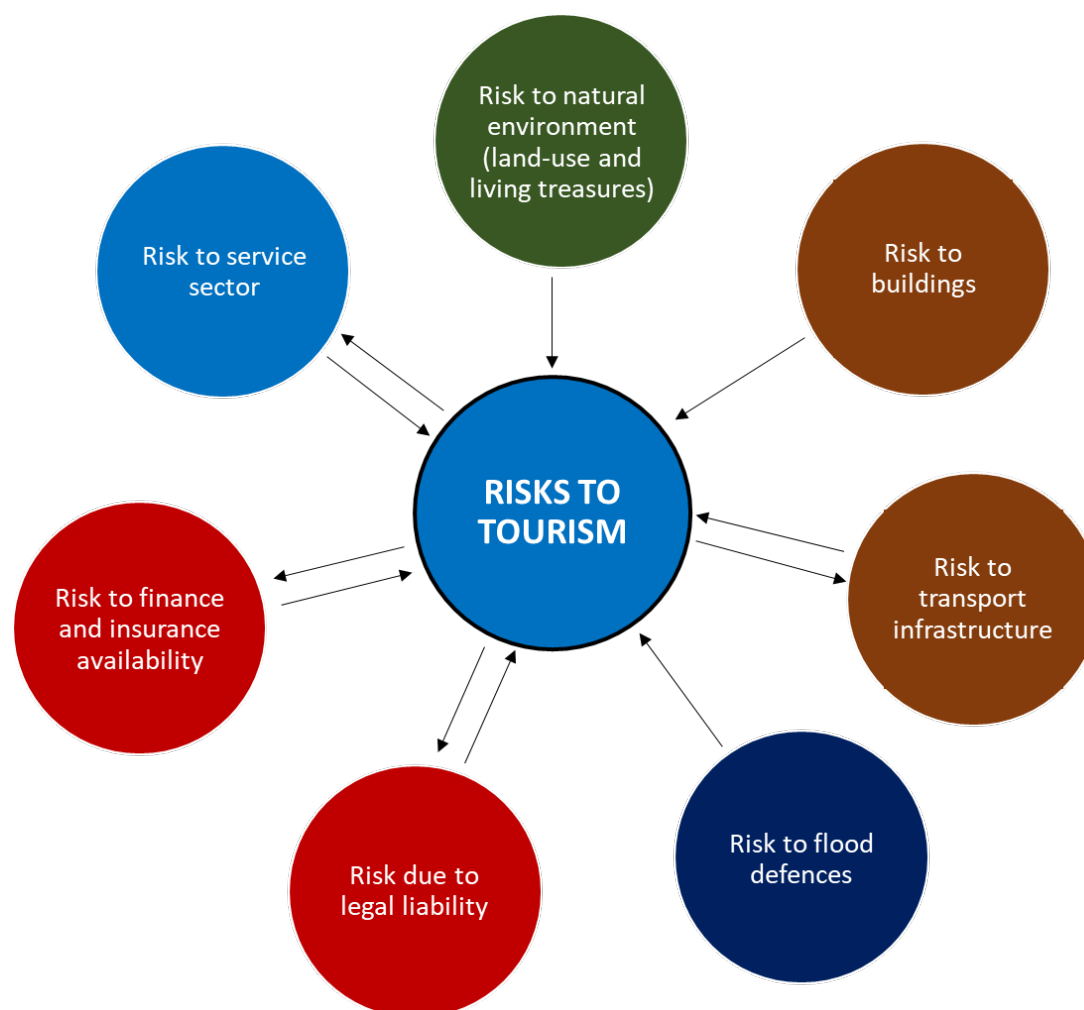 Risk to natural
environment
(land-use and
living treasures)
Risk to service
sector
Risk to
buildings
RISKS TO
TOURISM
Risk to finance
and insurance
availability
Risk to
transport
infrastructure
Risk due to
legal liability
Risk to flood
defences